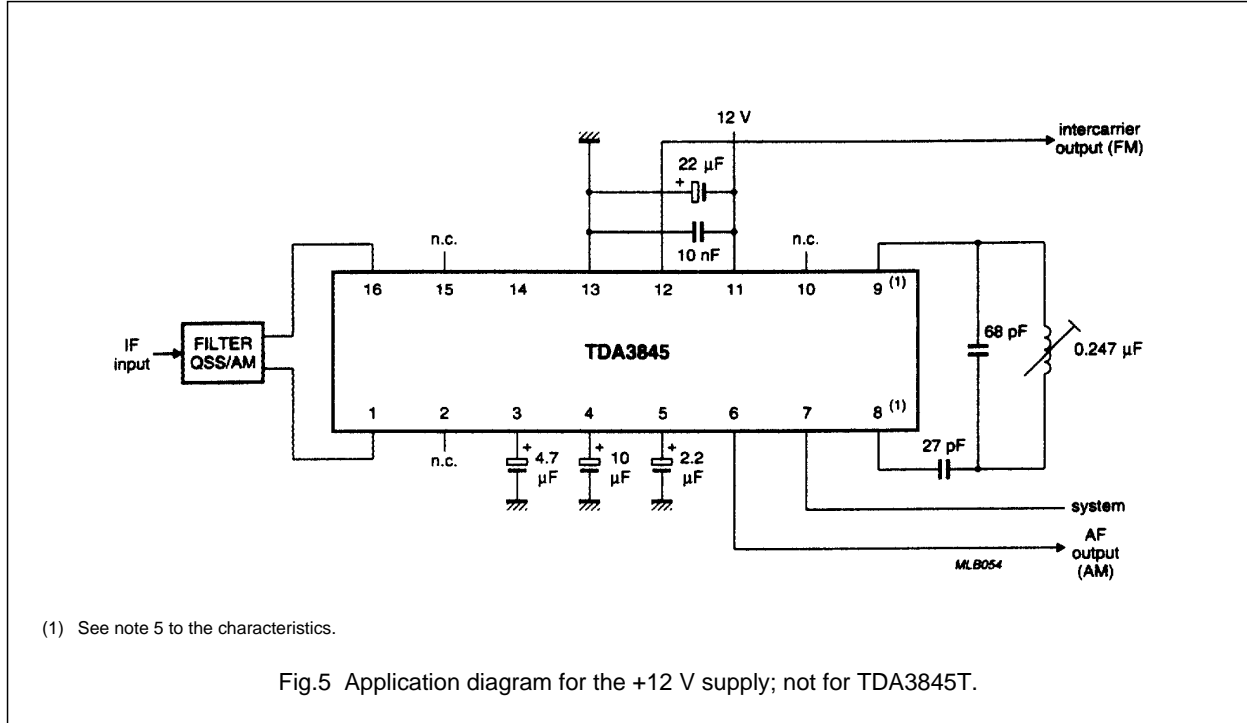 12 V
intercarrier
output (FM)
22 µF
+
10 nF
n.c.
n.c.
16 15 14 13 12 11 10 9 (1)
IF
input
FILTER
QSS/AM
TDA3845
68 pF
0.247 µF
1 2 3 4 5 6 7 8 (1)
n.c.
+ 4.7 µF
+ 10 µF
+ 2.2 µF
27 pF
system
AF
output
(AM)
MLB054
(1) See note 5 to the characteristics.
Fig.5 Application diagram for the +12 V supply; not for TDA3845T.